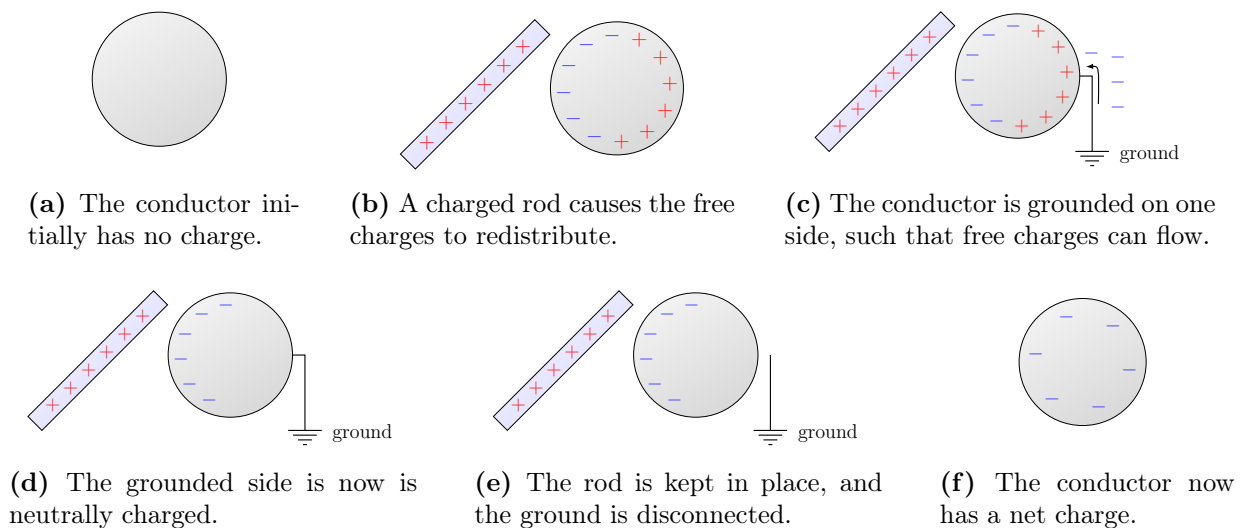 ground
(a) The conductor ini-
tially has no charge.
(b) A charged rod causes the free
charges to redistribute.
(c) The conductor is grounded on one
side, such that free charges can flow.
ground
ground
(d) The grounded side is now is
neutrally charged.
(e) The rod is kept in place, and
the ground is disconnected.
(f) The conductor now
has a net charge.